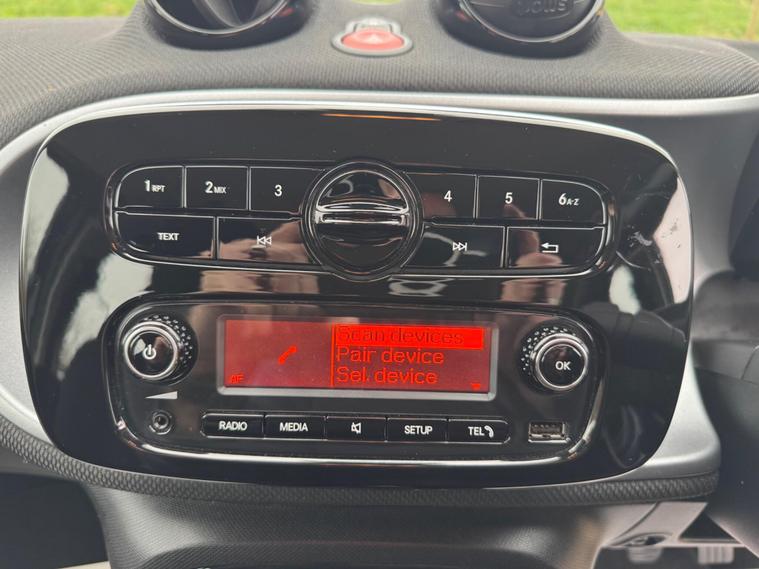 1 RPT
2 MIX
3
4
5
6 A-Z
TEXT
Scan devices
Pair device
Sel. device
AF
OK
RADIO
MEDIA
SETUP
TEL